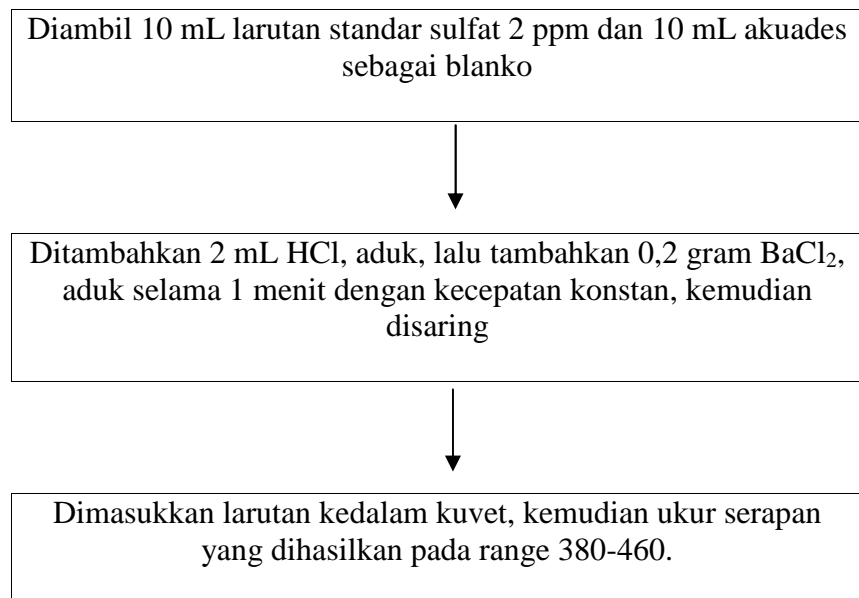 Diambil 10 mL larutan standar sulfat 2 ppm dan 10 mL akuades
sebagai blanko
Ditambahkan 2 mL HCl, aduk, lalu tambahkan 0,2 gram BaCl₂,
aduk selama 1 menit dengan kecepatan konstan, kemudian
disaring
Dimasukkan larutan kedalam kuvet, kemudian ukur serapan
yang dihasilkan pada range 380-460.